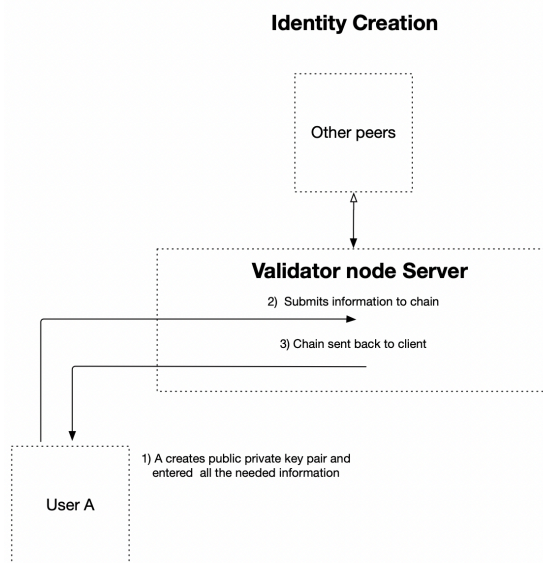 Identity Creation
Other peers
Validator node Server
2) Submits information to chain
3) Chain sent back to client
1) A creates public private key pair and
entered all the needed information
User A